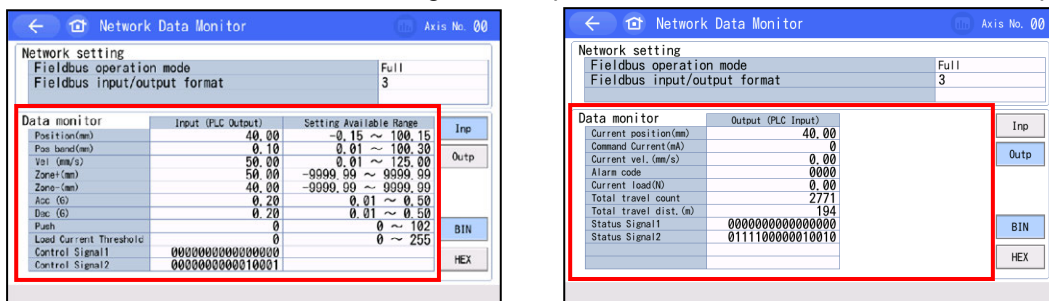 Network Data Monitor Axis No. 00
Network setting
Fieldbus operation mode Full
Fieldbus input/output format 3
Data monitor Input (PLC Output) Setting Available Range
Position(mm) 40.00 -0.15 ~ 100.15
Pos band(mm) 0.10 0.01 ~ 100.30
Vel (mm/s) 50.00 0.01 ~ 125.00
Zone+(mm) 50.00 -9999.99 ~ 9999.99
Zone-(mm) 40.00 -9999.99 ~ 9999.99
Acc (G) 0.20 0.01 ~ 0.50
Dec (G) 0.20 0.01 ~ 0.50
Push 0 0 ~ 102
Load Current Threshold 0 0 ~ 255
Control Signal1 0000000000000000
Control Signal2 0000000000010001
Inp
Outp
BIN
HEX
Network Data Monitor Axis No. 00
Network setting
Fieldbus operation mode Full
Fieldbus input/output format 3
Data monitor Output (PLC Input)
Current position(mm) 40.00
Command Current(mA) 0
Current vel.(mm/s) 0.00
Alarm code 0000
Current load(N) 0.00
Total travel count 2771
Total travel dist.(m) 194
Status Signal1 0000000000000000
Status Signal2 0111100000010010
Inp
Outp
BIN
HEX